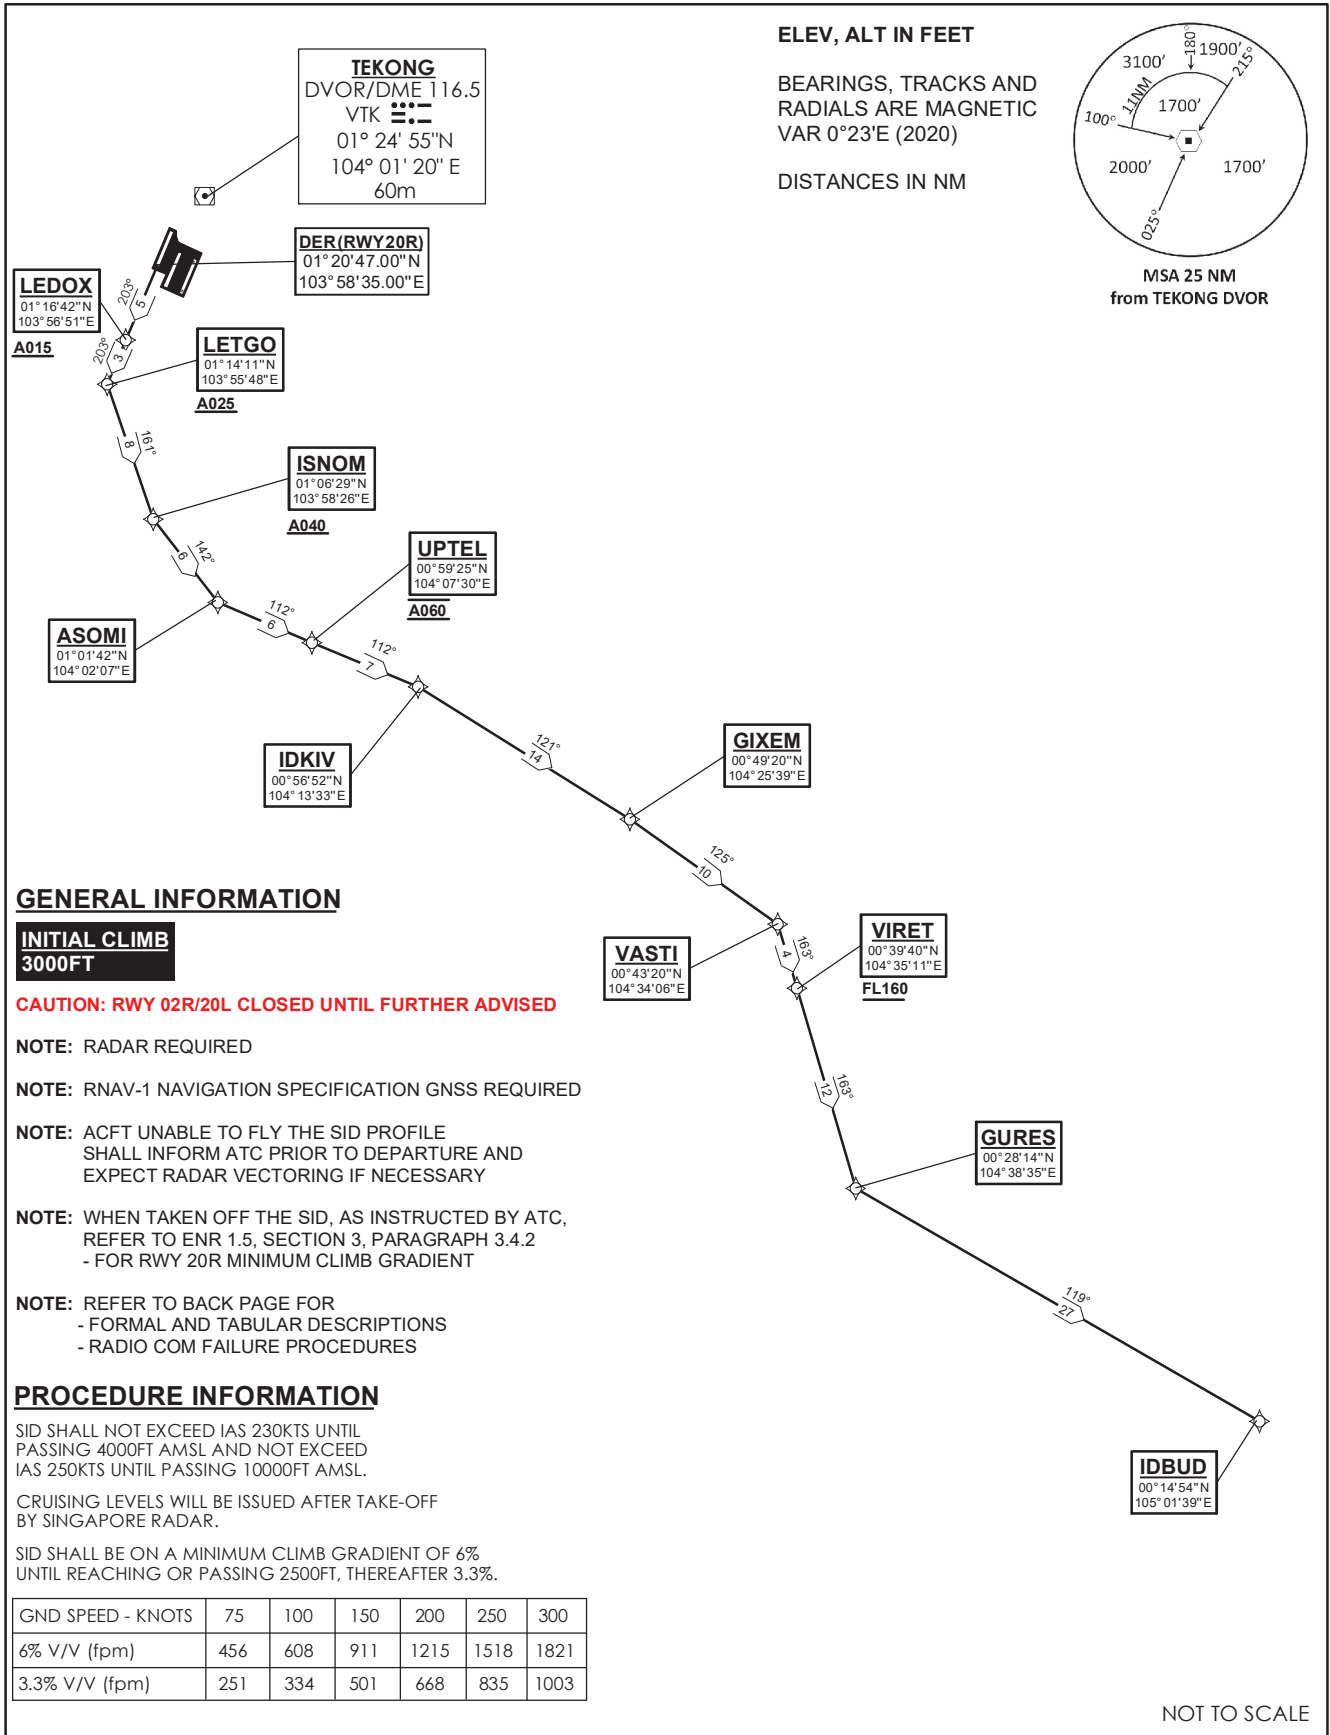 ELEV, ALT IN FEET
BEARINGS, TRACKS AND
RADIALS ARE MAGNETIC
VAR 0°23'E (2020)
DISTANCES IN NM
180°
1900'
215°
3100'
11NM
1700'
100°
2000'
1700'
025°
MSA 25 NM
from TEKONG DVOR
TEKONG
DVOR/DME 116.5
VTK
01° 24' 55"N
104° 01' 20" E
60m
DER(RWY20R)
01°20'47.00"N
103°58'35.00"E
203°
5
LEDOX
01°16'42"N
103°56'51"E
A015
203°
3
LETGO
01°14'11"N
103°55'48"E
A025
161°
8
ISNOM
01°06'29"N
103°58'26"E
A040
142°
6
UPTEL
00°59'25"N
104°07'30"E
A060
112°
6
ASOMI
01°01'42"N
104°02'07"E
112°
7
IDKIV
00°56'52"N
104°13'33"E
121°
14
GIXEM
00°49'20"N
104°25'39"E
125°
10
VASTI
00°43'20"N
104°34'06"E
163°
4
VIRET
00°39'40"N
104°35'11"E
FL160
163°
12
GURES
00°28'14"N
104°38'35"E
119°
27
IDBUD
00°14'54"N
105°01'39"E
GENERAL INFORMATION
INITIAL CLIMB
3000FT
CAUTION: RWY 02R/20L CLOSED UNTIL FURTHER ADVISED
NOTE: RADAR REQUIRED
NOTE: RNAV-1 NAVIGATION SPECIFICATION GNSS REQUIRED
NOTE: ACFT UNABLE TO FLY THE SID PROFILE
SHALL INFORM ATC PRIOR TO DEPARTURE AND
EXPECT RADAR VECTORING IF NECESSARY
NOTE: WHEN TAKEN OFF THE SID, AS INSTRUCTED BY ATC,
REFER TO ENR 1.5, SECTION 3, PARAGRAPH 3.4.2
- FOR RWY 20R MINIMUM CLIMB GRADIENT
NOTE: REFER TO BACK PAGE FOR
- FORMAL AND TABULAR DESCRIPTIONS
- RADIO COM FAILURE PROCEDURES
PROCEDURE INFORMATION
SID SHALL NOT EXCEED IAS 230KTS UNTIL
PASSING 4000FT AMSL AND NOT EXCEED
IAS 250KTS UNTIL PASSING 10000FT AMSL.
CRUISING LEVELS WILL BE ISSUED AFTER TAKE-OFF
BY SINGAPORE RADAR.
SID SHALL BE ON A MINIMUM CLIMB GRADIENT OF 6%
UNTIL REACHING OR PASSING 2500FT, THEREAFTER 3.3%.
GND SPEED - KNOTS 75 100 150 200 250 300
6% V/V (fpm) 456 608 911 1215 1518 1821
3.3% V/V (fpm) 251 334 501 668 835 1003
NOT TO SCALE